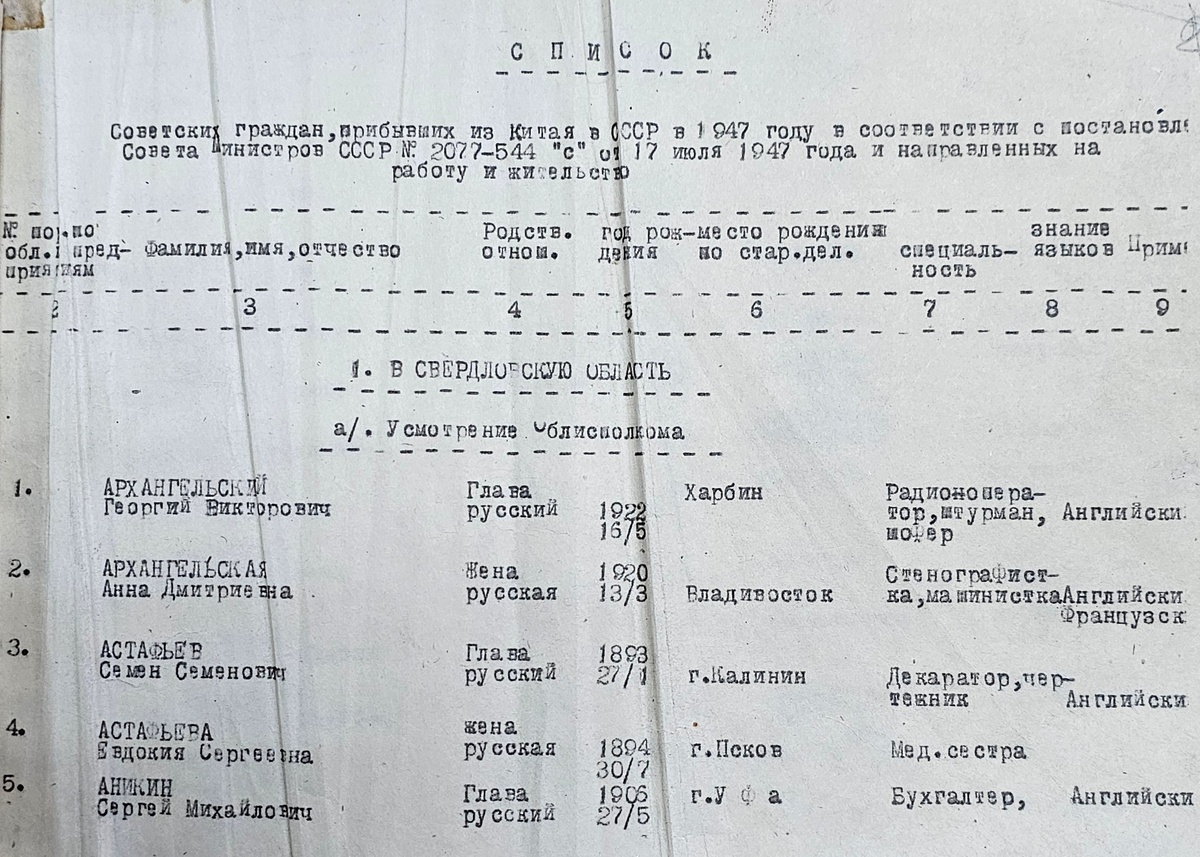 С П И С О К
Советских граждан,прибывших из Китая в СССР в 1947 году в соответствии с постановле
Совета Министров СССР № 2077-544 "с" от 17 июля 1947 года и направленных на
работу и жительство
№ по.по Родств. год рож-место рождения знание
обл.и пред- Фамилия,имя,отчество отнош. дения по стар.дел. специаль- языков Прим
приятиям ность
2 3 4 5 6 7 8 9
1. В СВЕРДЛОВСКУЮ ОБЛАСТЬ
а/. Усмотрение Облисполкома
1. АРХАНГЕЛЬСКИЙ Глава Харбин Радиоопера-
Георгий Викторович русский 1922 тор,штурман, Английски
16/5 шофер
2. АРХАНГЕЛЬСКАЯ Жена 1920 Стенографист-
Анна Дмитриевна русская 13/3 Владивосток ка,машинисткаАнглийски
Французск
3. АСТАФЬЕВ Глава 1893
Семен Семенович русский 27/1 г.Калинин Декаратор,чер-
тежник Английски
4. АСТАФЬЕВА жена
Евдокия Сергеевна русская 1894 г.Псков Мед.сестра
30/7
5. АНИКИН Глава 1906 г.У ф а Бухгалтер, Английски
Сергей Михайлович русский 27/5